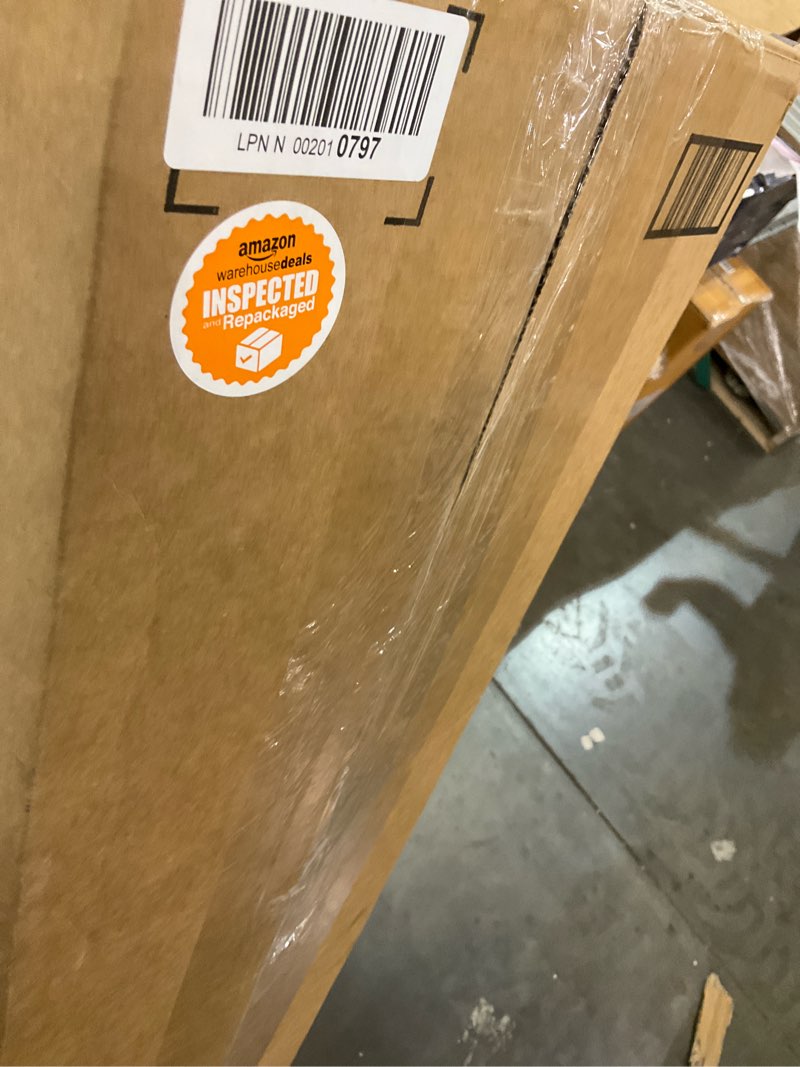 LPN N 00201 0797
amazon
warehousedeals
INSPECTED
and Repackaged